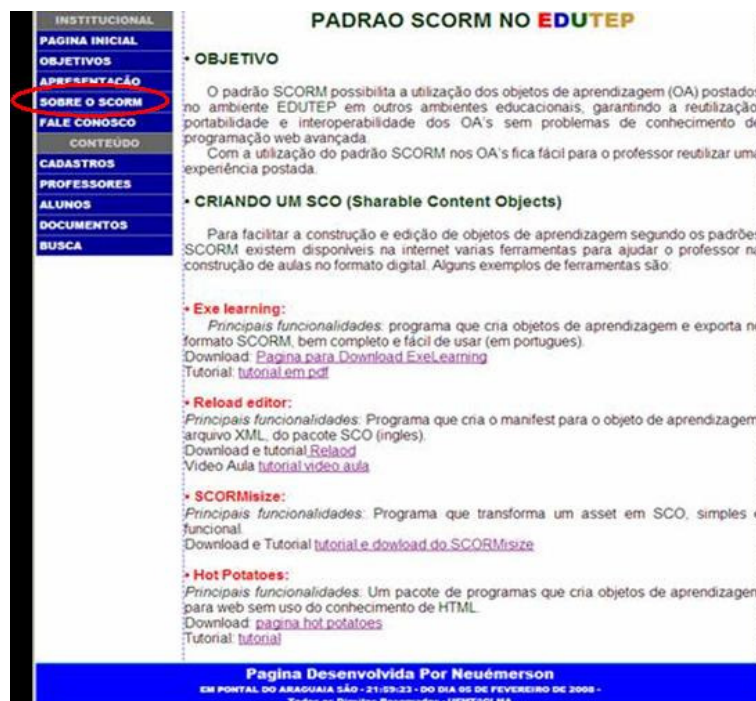 INSTITUCIONAL
PAGINA INICIAL
OBJETIVOS
APRESENTAÇÃO
SOBRE O SCORM
FALE CONOSCO
CONTEÚDO
CADASTROS
PROFESSORES
ALUNOS
DOCUMENTOS
BUSCA
PADRAO SCORM NO EDUTEP
• OBJETIVO
O padrão SCORM possibilita a utilização dos objetos de aprendizagem (OA) postados
no ambiente EDUTEP em outros ambientes educacionais, garantindo a reutilização
portabilidade e interoperabilidade dos OA's sem problemas de conhecimento de
programação web avançada.
Com a utilização do padrão SCORM nos OA's fica fácil para o professor reutilizar uma
experiência postada.
• CRIANDO UM SCO (Sharable Content Objects)
Para facilitar a construção e edição de objetos de aprendizagem segundo os padrões
SCORM existem disponíveis na internet varias ferramentas para ajudar o professor na
construção de aulas no formato digital. Alguns exemplos de ferramentas são:
• Exe learning:
Principais funcionalidades: programa que cria objetos de aprendizagem e exporta no
formato SCORM, bem completo e fácil de usar (em portugues).
Download: Pagina para Download ExeLearning
Tutorial: tutorial em pdf
• Reload editor:
Principais funcionalidades: Programa que cria o manifest para o objeto de aprendizagem
arquivo XML, do pacote SCO (ingles).
Download e tutorial Relaod
Video Aula tutorial video aula
• SCORMisize:
Principais funcionalidades: Programa que transforma um asset em SCO, simples e
funcional.
Download e Tutorial tutorial e dowload do SCORMisize
• Hot Potatoes:
Principais funcionalidades: Um pacote de programas que cria objetos de aprendizagem
para web sem uso do conhecimento de HTML.
Download: pagina hot potatoes
Tutorial: tutorial
Pagina Desenvolvida Por Neuémerson
EM PONTAL DO ARAGUAIA SÃO - 21:59:23 - DO DIA 05 DE FEVEREIRO DE 2008 -